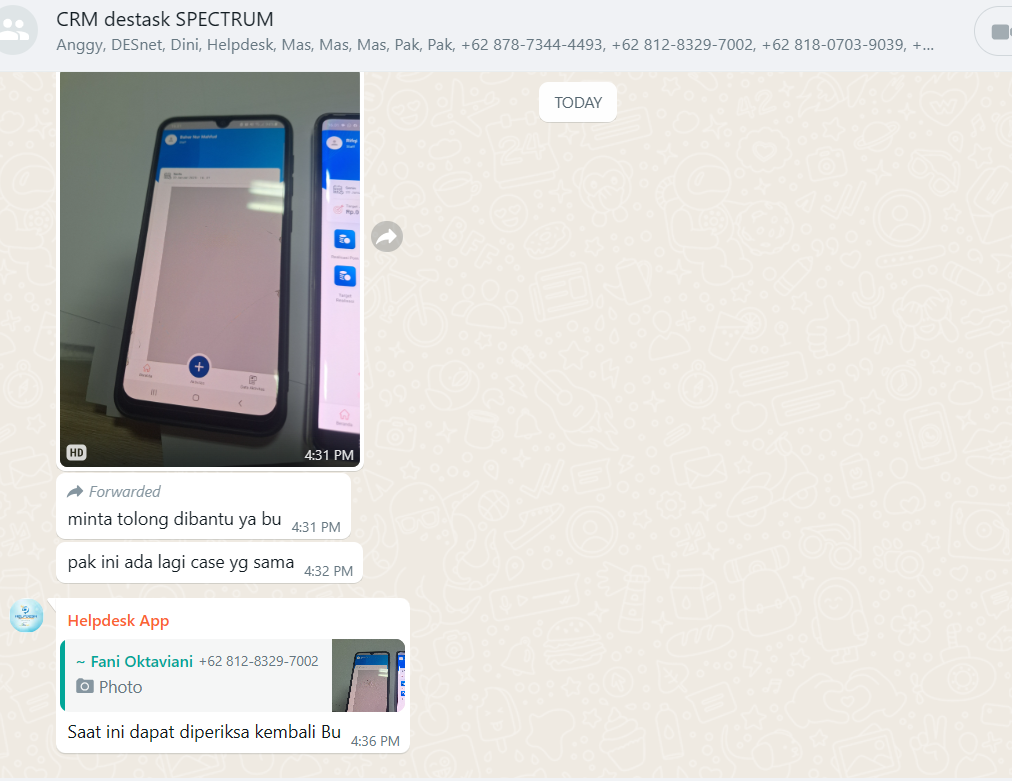 CRM destask SPECTRUM
Anggy, DESnet, Dini, Helpdesk, Mas, Mas, Mas, Pak, Pak, +62 878-7344-4493, +62 812-8329-7002, +62 818-0703-9039, +...
TODAY
Rp.0
HD
4:31 PM
Forwarded
minta tolong dibantu ya bu 4:31 PM
pak ini ada lagi case yg sama 4:32 PM
Helpdesk App
~ Fani Oktaviani +62 812-8329-7002
Photo
Saat ini dapat diperiksa kembali Bu 4:36 PM